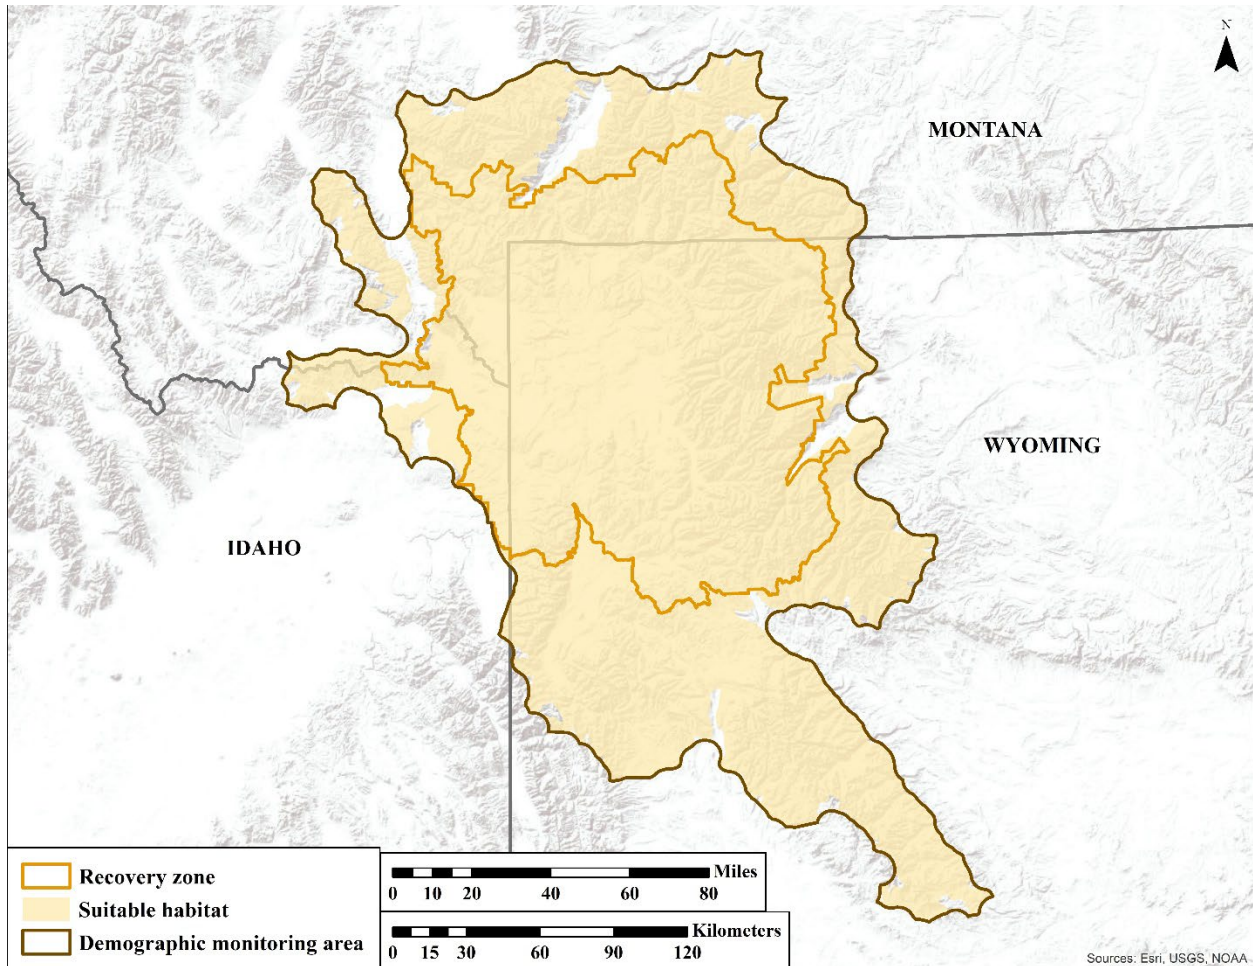 N
MONTANA
WYOMING
IDAHO
Recovery zone
Suitable habitat
Demographic monitoring area
Miles
0 10 20 40 60 80
Kilometers
0 15 30 60 90 120
Sources: Esri, USGS, NOAA